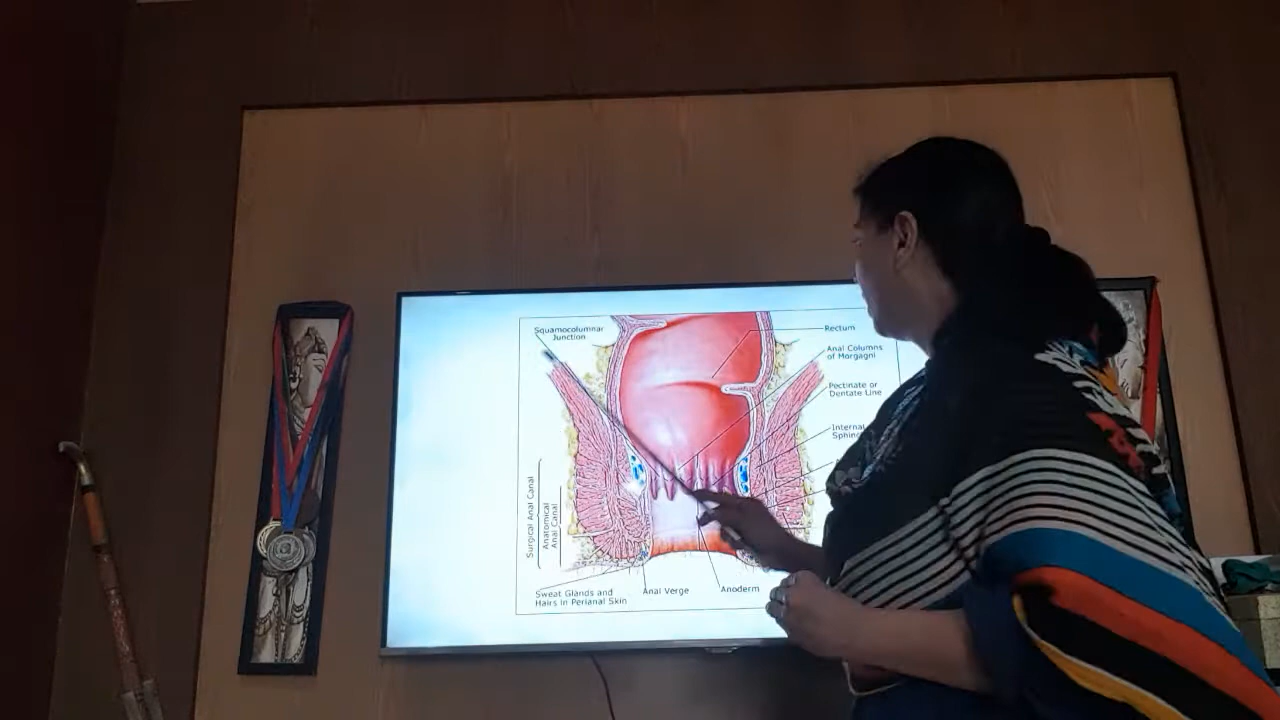 Squamocolumnar
Junction
Rectum
Anal Columns
of Morgagni
Pectinate or
Dentate Line
Internal
Surgical Anal Canal
Anatomical
Anal Canal
Sweat Glands and
Hairs in Perianal Skin
Anal Verge
Anoderm